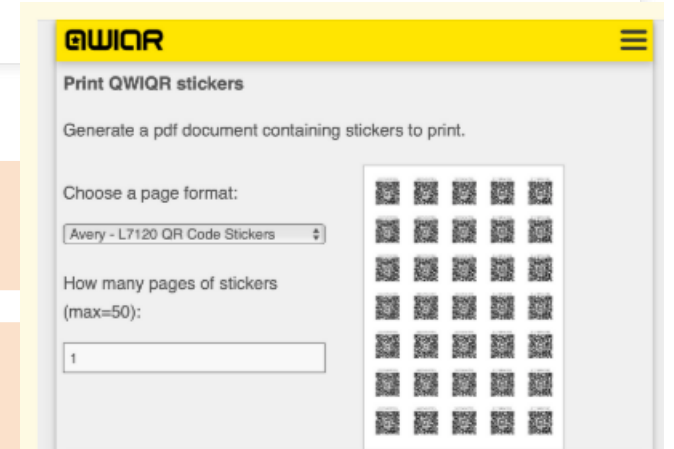 QWIQR
Print QWIQR stickers
Generate a pdf document containing stickers to print.
Choose a page format:
Avery - L7120 QR Code Stickers
How many pages of stickers
(max=50):
1